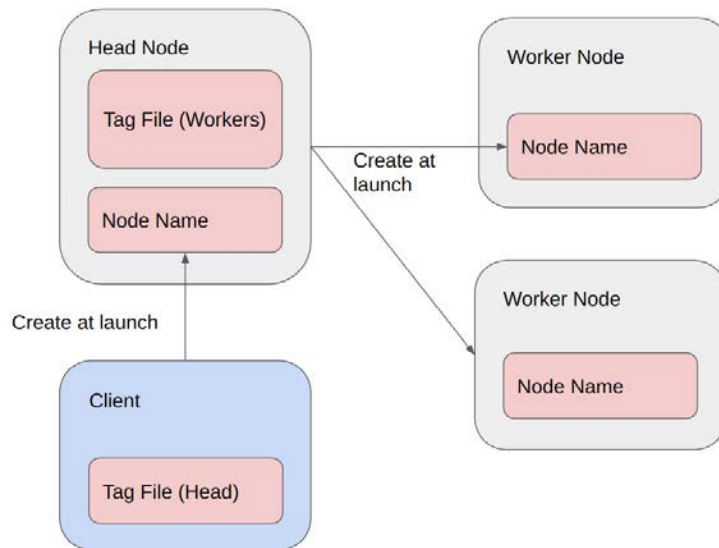 Head Node
Tag File (Workers)
Node Name
Create at launch
Client
Tag File (Head)
Create at
launch
Worker Node
Node Name
Worker Node
Node Name